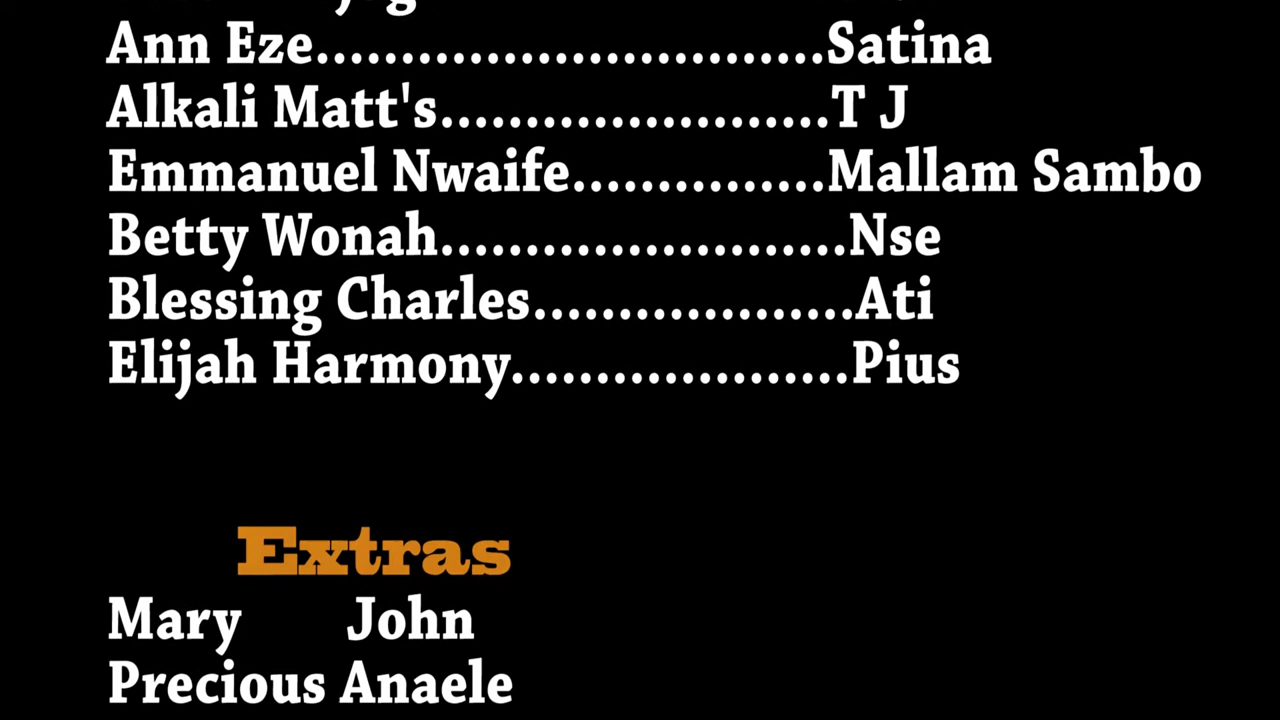 Ann Eze..............................Satina
Alkali Matt's.......................T J
Emmanuel Nwaife...............Mallam Sambo
Betty Wonah........................Nse
Blessing Charles...................Ati
Elijah Harmony....................Pius
Extras
Mary John
Precious Anaele